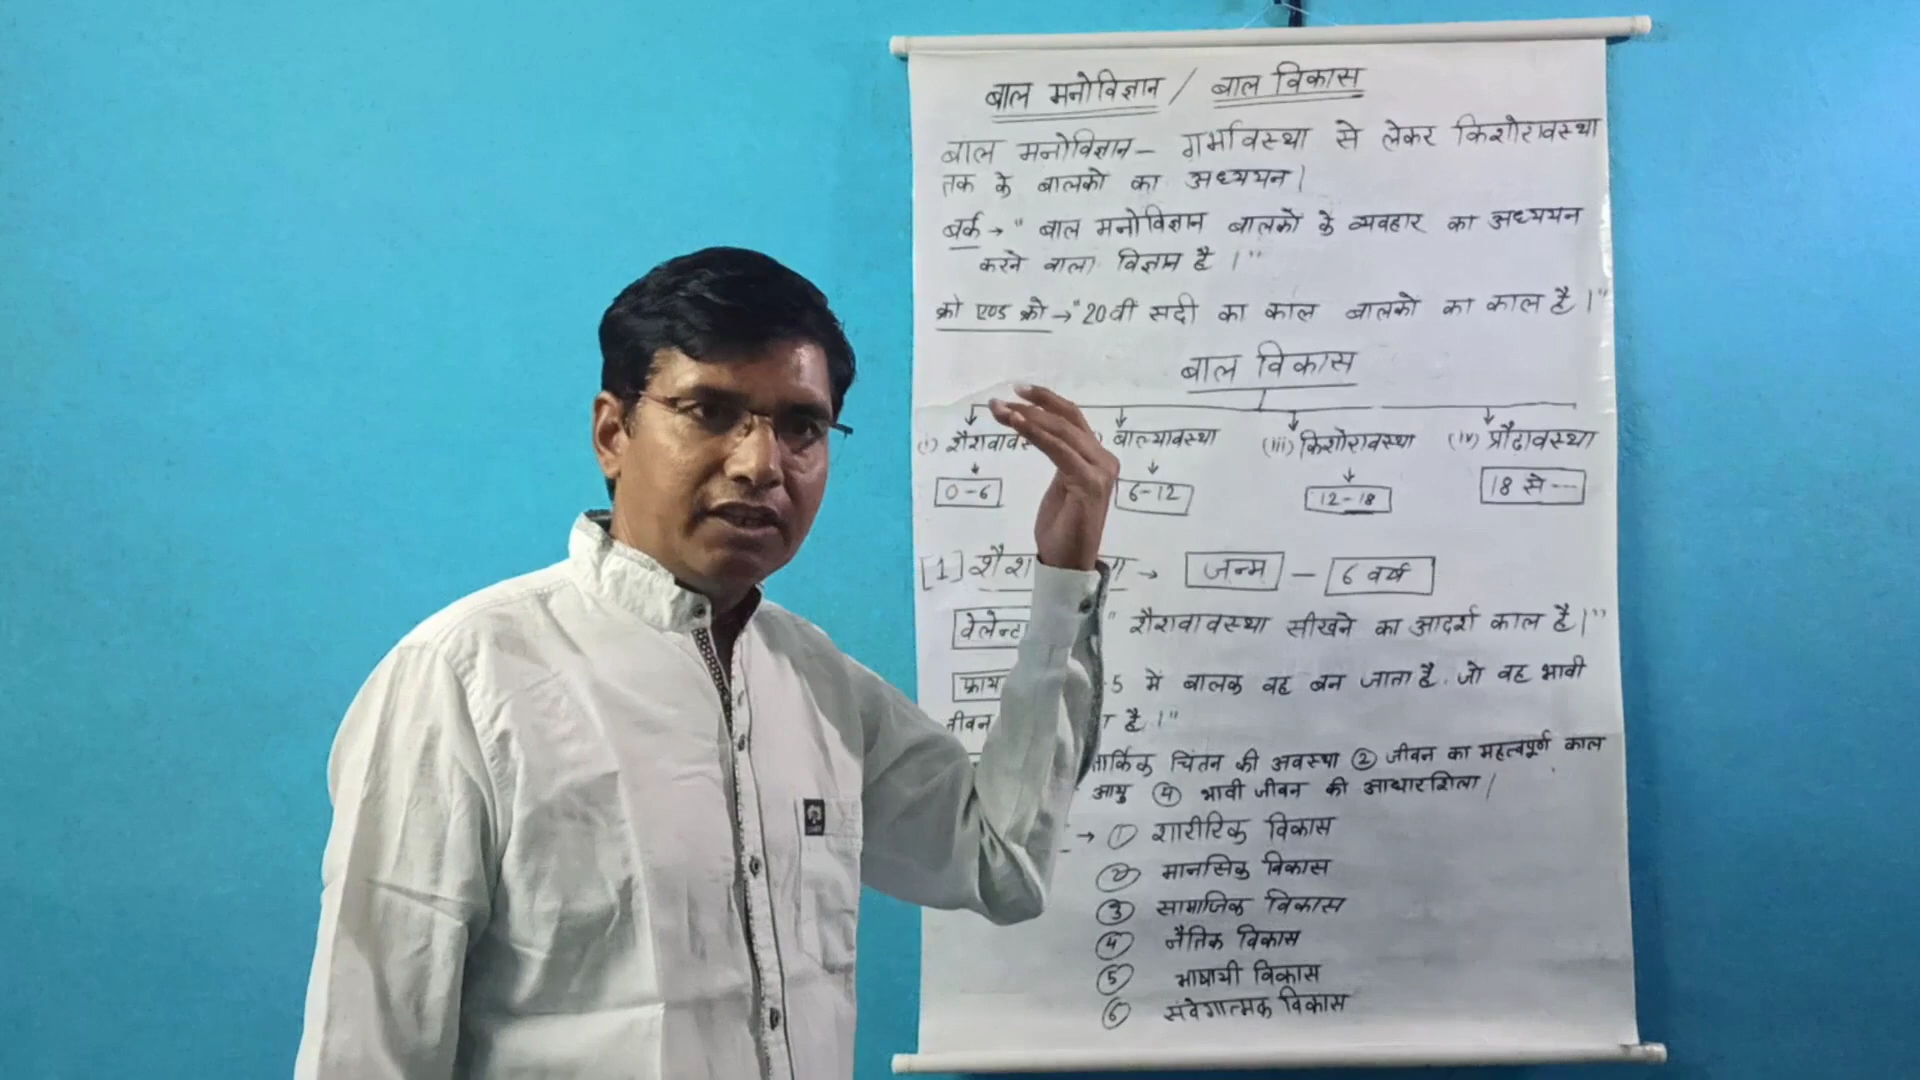 बाल मनोविज्ञान / बाल विकास
बाल मनोविज्ञान – गर्भावस्था से लेकर किशोरावस्था
तक के बालको का अध्ययन।
बर्क → " बाल मनोविज्ञान बालको के व्यवहार का अध्ययन
करने वाला विज्ञान है ।"
क्रो एण्ड क्रो → "20वी सदी का काल बालको का काल है ।"
बाल विकास
(i) बाल्यावस्था (iii) किशोरावस्था (iv) प्रौढ़ावस्था
0-6 6-12 12-18 18 से ---
[1] → जन्म – 6 वर्ष
" शैशवावस्था सीखने का आदर्श काल है।"
5 मे बालक वह बन जाता है. जो वह भावी
है ।"
तार्किक चिंतन की अवस्था ② जीवन का महत्वपूर्ण काल
आयु ④ भावी जीवन की आधारशिला।
→ ① शारीरिक विकास
② मानसिक विकास
③ सामाजिक विकास
④ नैतिक विकास
⑤ भाषायी विकास
⑥ संवेगात्मक विकास